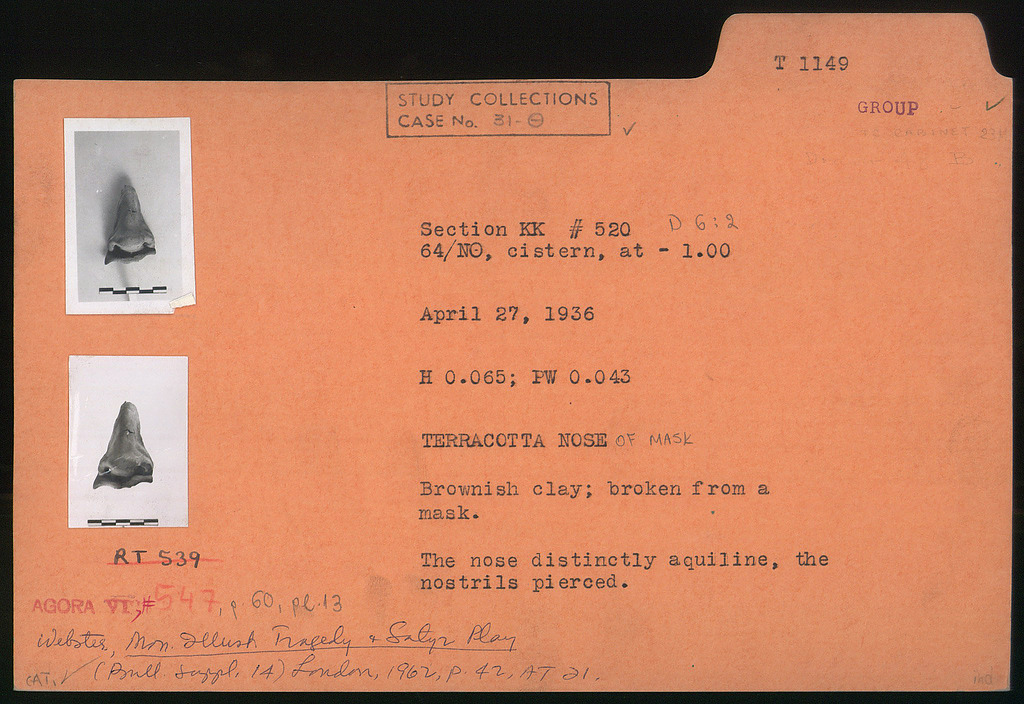 T 1149
STUDY COLLECTIONS
CASE No. 31-Θ ✓
GROUP - ✓
CABINET
Section KK # 520 D 6:2
64/ΝΘ, cistern, at - 1.00
April 27, 1936
H 0.065; PW 0.043
TERRACOTTA NOSE OF MASK
Brownish clay; broken from a
mask.
The nose distinctly aquiline, the
nostrils pierced.
RT 539
AGORA VI, #547, p. 60, pl. 13
Webster, Mon. Illust. Tragedy & Satyr Play
CAT. ✓ (Bull. Suppl. 14) London, 1962, p. 42, AT 21.